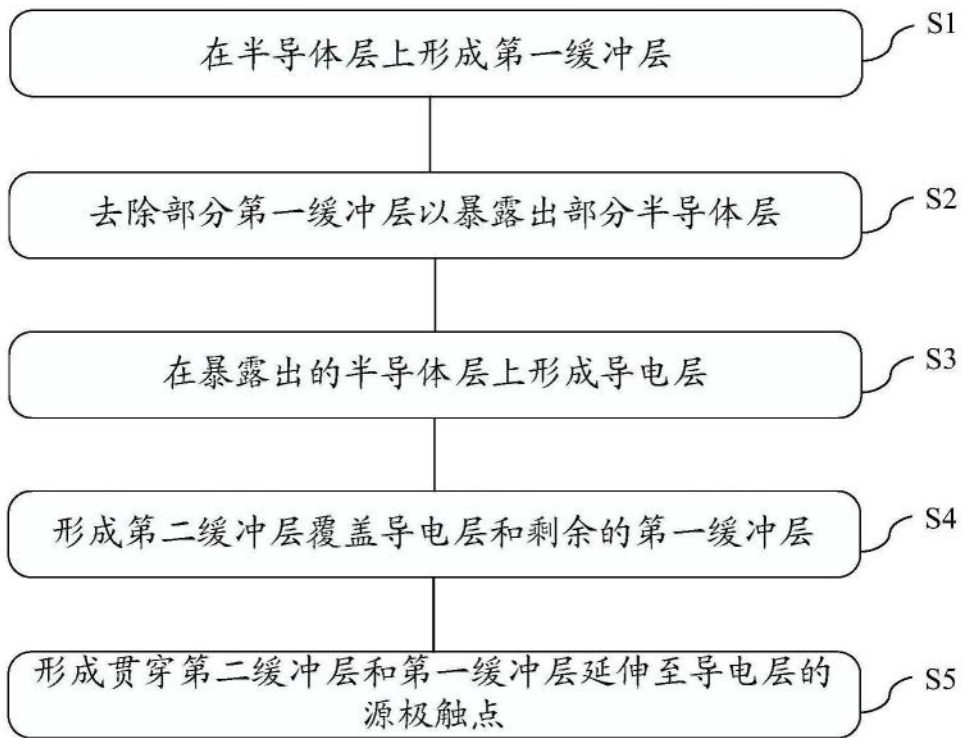 在半导体层上形成第一缓冲层
S1
去除部分第一缓冲层以暴露出部分半导体层
S2
在暴露出的半导体层上形成导电层
S3
形成第二缓冲层覆盖导电层和剩余的第一缓冲层
S4
形成贯穿第二缓冲层和第一缓冲层延伸至导电层的
源极触点
S5